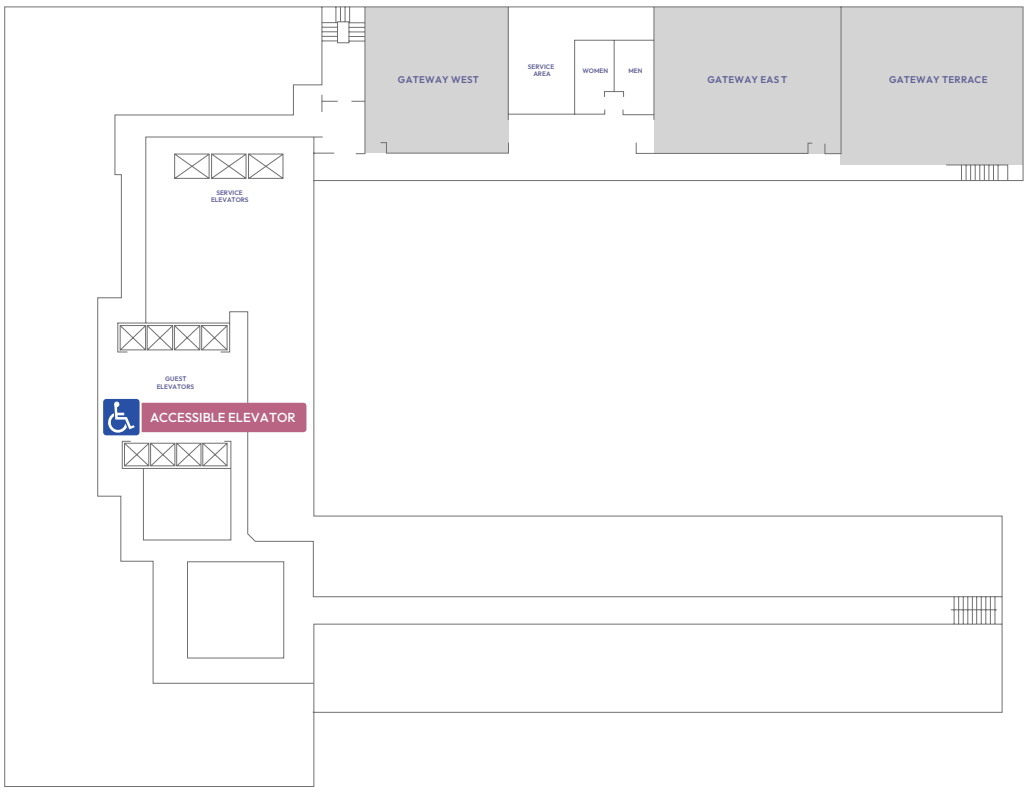 GATEWAY WEST
SERVICE
AREA
WOMEN
MEN
GATEWAY EAST
GATEWAY TERRACE
SERVICE
ELEVATORS
GUEST
ELEVATORS
ACCESSIBLE ELEVATOR